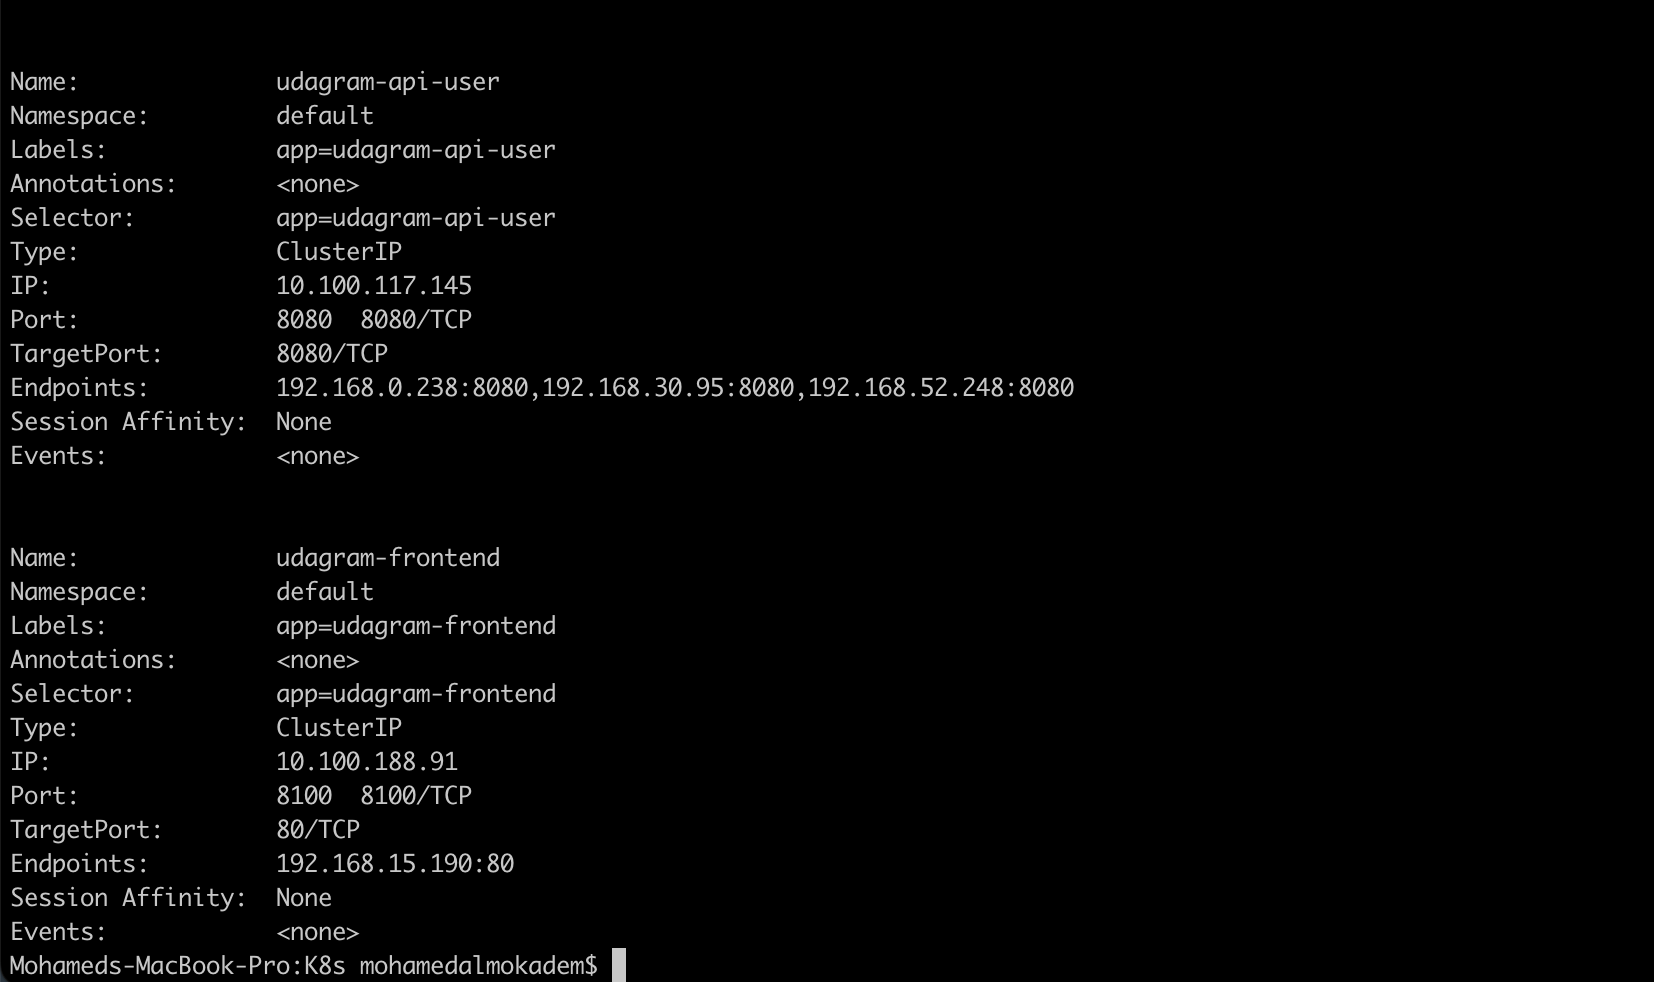 Name:              udagram-api-user
Namespace:         default
Labels:            app=udagram-api-user
Annotations:       <none>
Selector:          app=udagram-api-user
Type:              ClusterIP
IP:                10.100.117.145
Port:              8080  8080/TCP
TargetPort:        8080/TCP
Endpoints:         192.168.0.238:8080,192.168.30.95:8080,192.168.52.248:8080
Session Affinity:  None
Events:            <none>
Name:              udagram-frontend
Namespace:         default
Labels:            app=udagram-frontend
Annotations:       <none>
Selector:          app=udagram-frontend
Type:              ClusterIP
IP:                10.100.188.91
Port:              8100  8100/TCP
TargetPort:        80/TCP
Endpoints:         192.168.15.190:80
Session Affinity:  None
Events:            <none>
Mohameds-MacBook-Pro:K8s mohamedalmokadem$